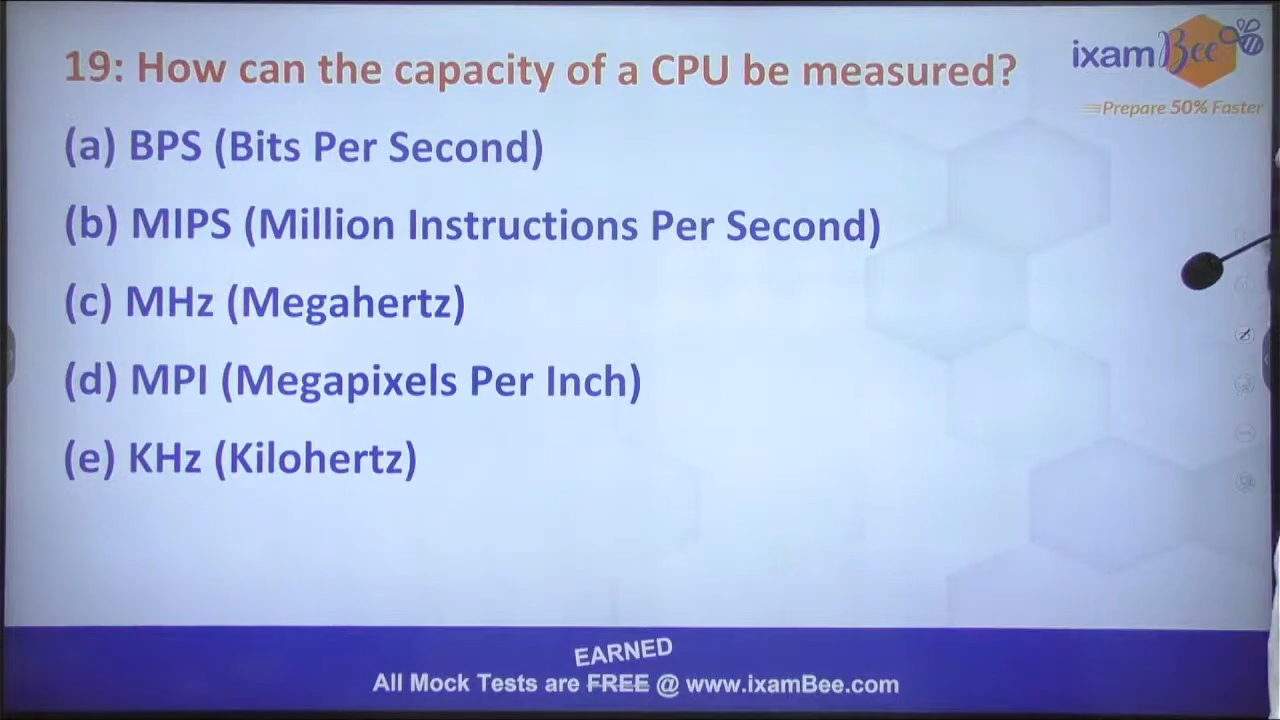 19: How can the capacity of a CPU be measured?
ixamBee
Prepare 50% Faster
(a) BPS (Bits Per Second)
(b) MIPS (Million Instructions Per Second)
(c) MHz (Megahertz)
(d) MPI (Megapixels Per Inch)
(e) KHz (Kilohertz)
EARNED
All Mock Tests are FREE @ www.ixamBee.com